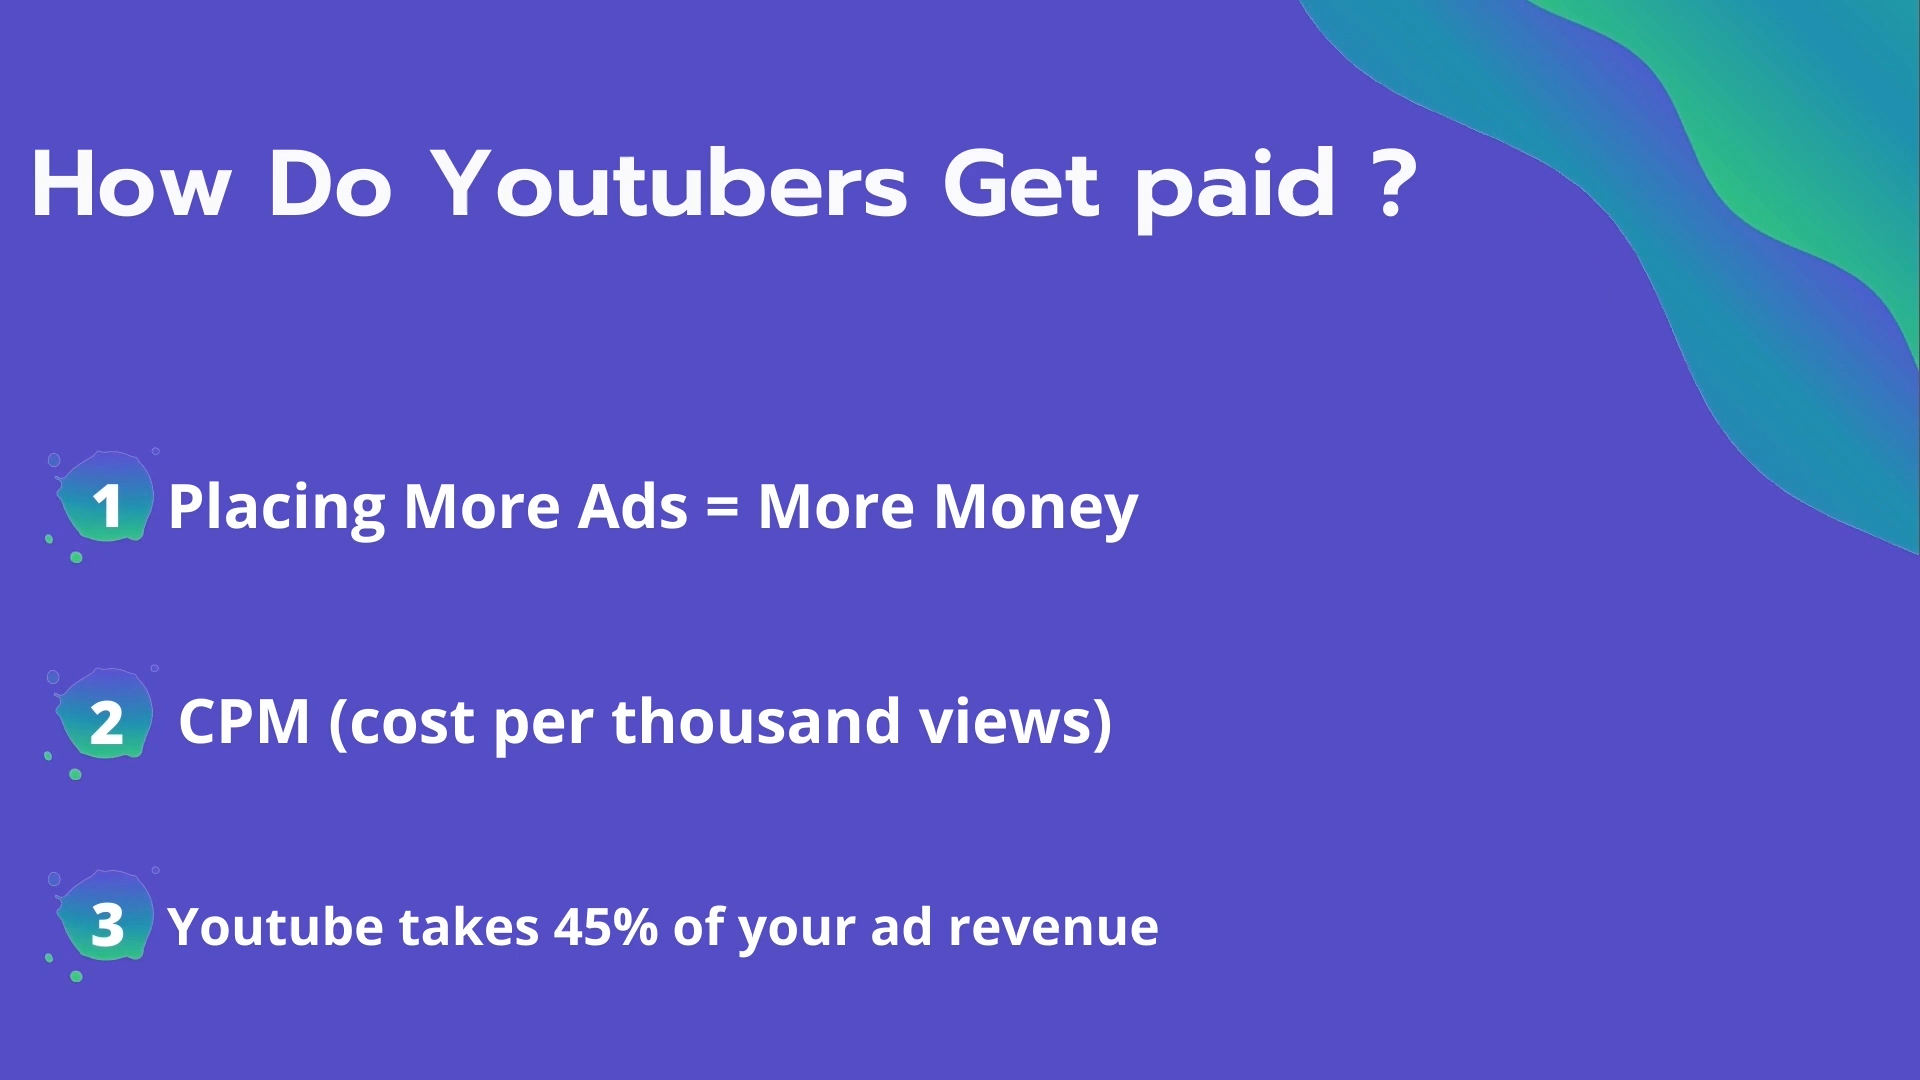 How Do Youtubers Get paid ?
1 Placing More Ads = More Money
2 CPM (cost per thousand views)
3 Youtube takes 45% of your ad revenue